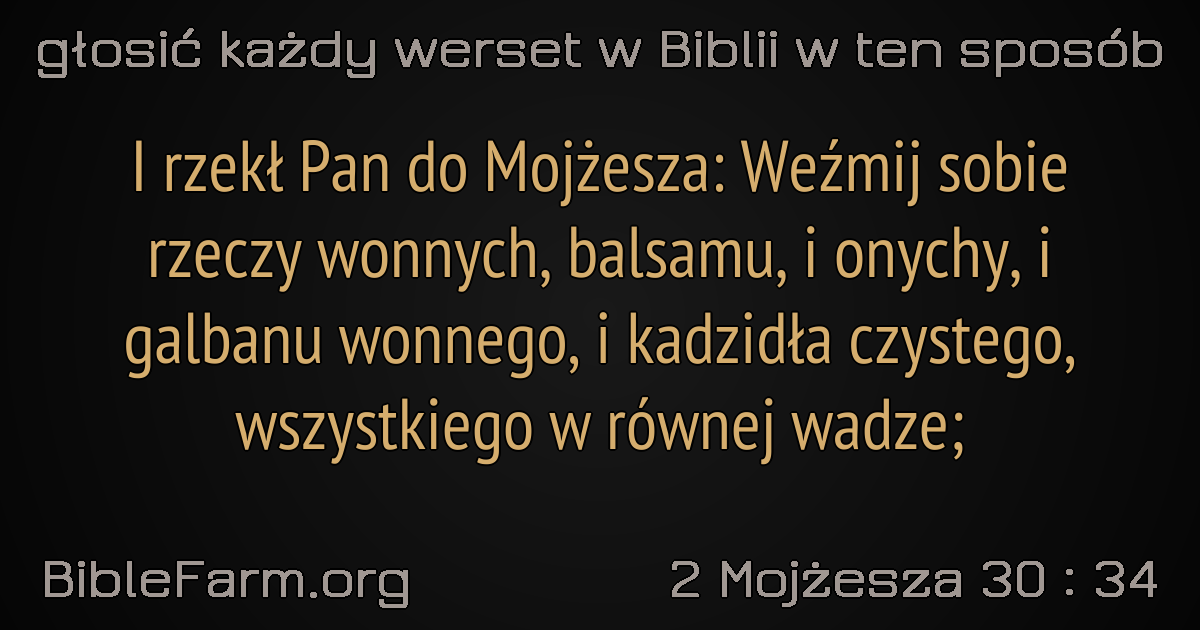 głosić każdy werset w Biblii w ten sposób
I rzekł Pan do Mojżesza: Weźmij sobie
rzeczy wonnych, balsamu, i onychy, i
galbanu wonnego, i kadzidła czystego,
wszystkiego w równej wadze;
BibleFarm.org
2 Mojżesza 30 : 34